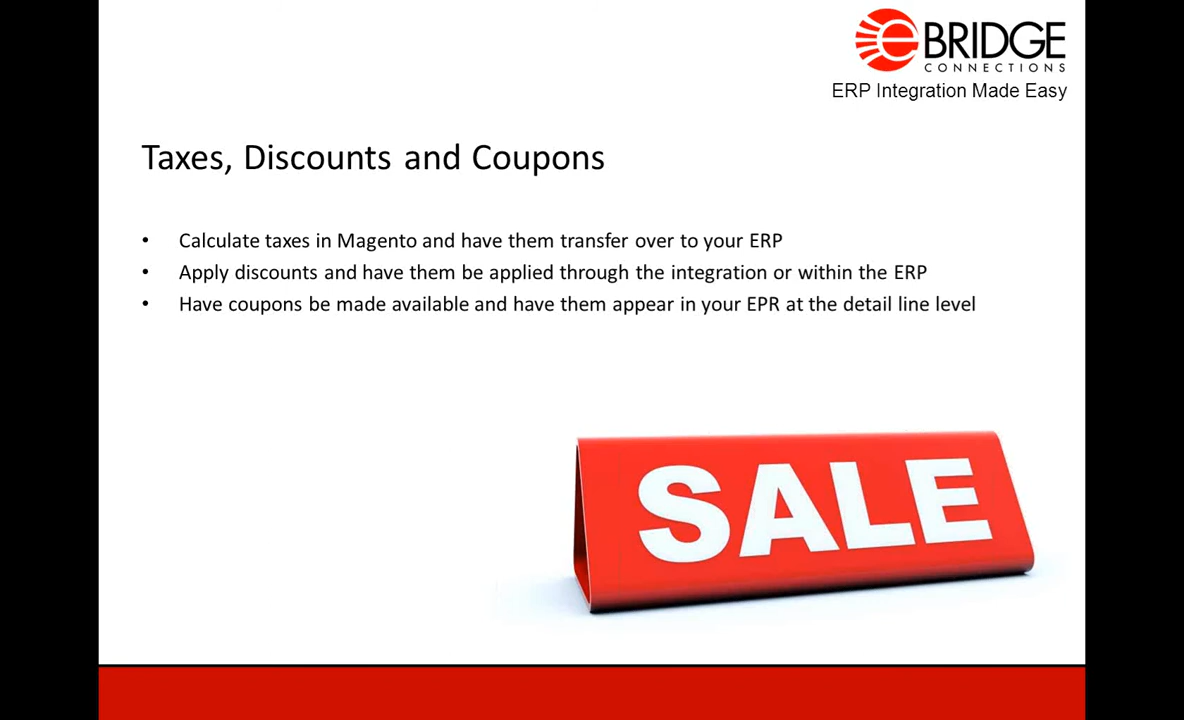 eBRIDGE
CONNECTIONS
ERP Integration Made Easy
Taxes, Discounts and Coupons
• Calculate taxes in Magento and have them transfer over to your ERP
• Apply discounts and have them be applied through the integration or within the ERP
• Have coupons be made available and have them appear in your EPR at the detail line level
SALE